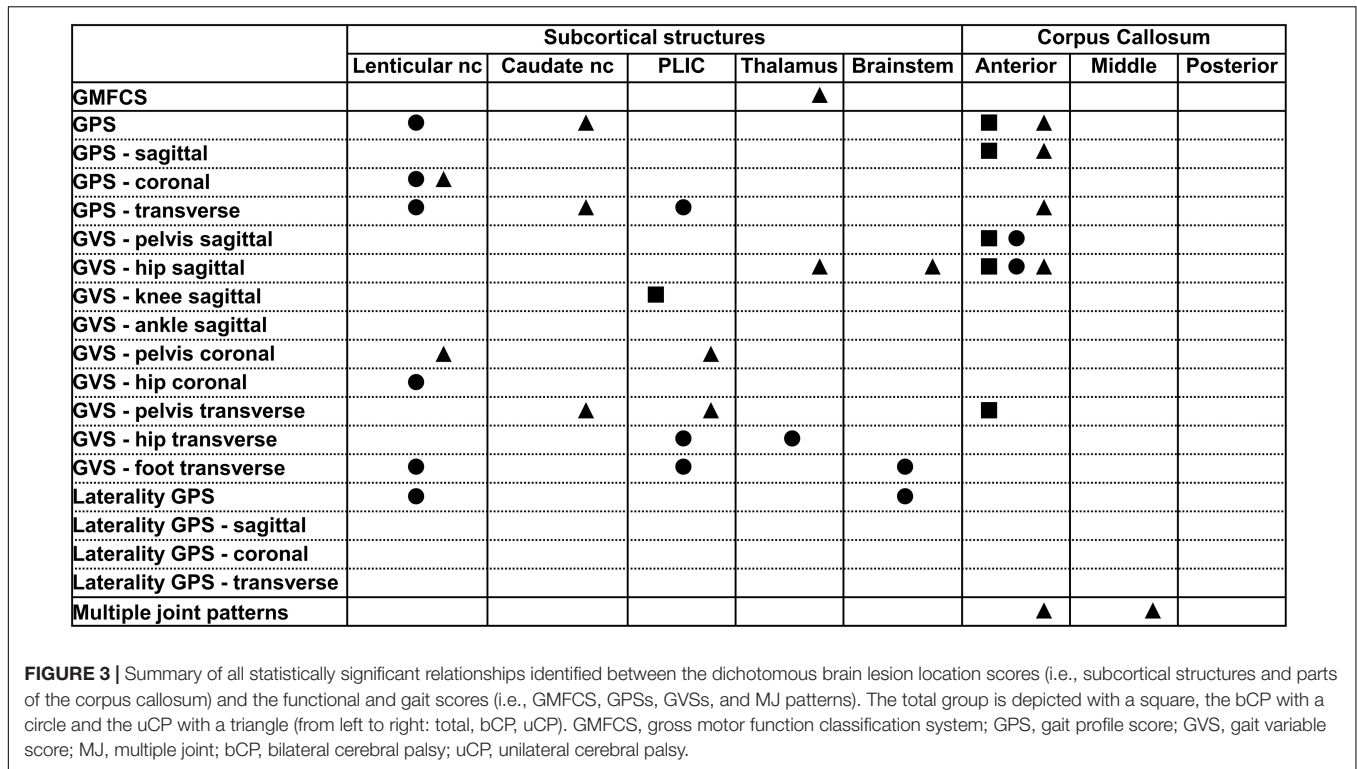 Subcortical structures Corpus Callosum
Lenticular nc Caudate nc PLIC Thalamus Brainstem Anterior Middle Posterior
GMFCS
GPS
GPS - sagittal
GPS - coronal
GPS - transverse
GVS - pelvis sagittal
GVS - hip sagittal
GVS - knee sagittal
GVS - ankle sagittal
GVS - pelvis coronal
GVS - hip coronal
GVS - pelvis transverse
GVS - hip transverse
GVS - foot transverse
Laterality GPS
Laterality GPS - sagittal
Laterality GPS - coronal
Laterality GPS - transverse
Multiple joint patterns
FIGURE 3 | Summary of all statistically significant relationships identified between the dichotomous brain lesion location scores (i.e., subcortical structures and parts
of the corpus callosum) and the functional and gait scores (i.e., GMFCS, GPSs, GVSs, and MJ patterns). The total group is depicted with a square, the bCP with a
circle and the uCP with a triangle (from left to right: total, bCP, uCP). GMFCS, gross motor function classification system; GPS, gait profile score; GVS, gait variable
score; MJ, multiple joint; bCP, bilateral cerebral palsy; uCP, unilateral cerebral palsy.